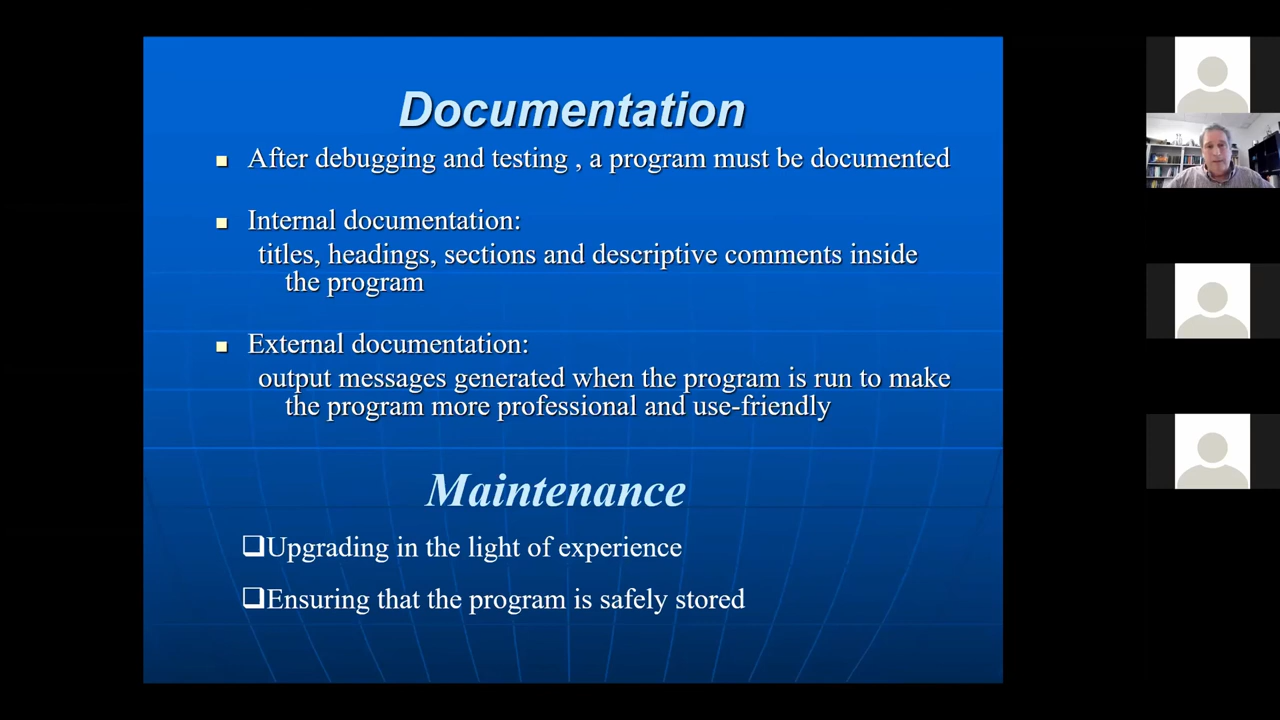 Documentation
After debugging and testing , a program must be documented
Internal documentation:
titles, headings, sections and descriptive comments inside
the program
External documentation:
output messages generated when the program is run to make
the program more professional and use-friendly
Maintenance
Upgrading in the light of experience
Ensuring that the program is safely stored